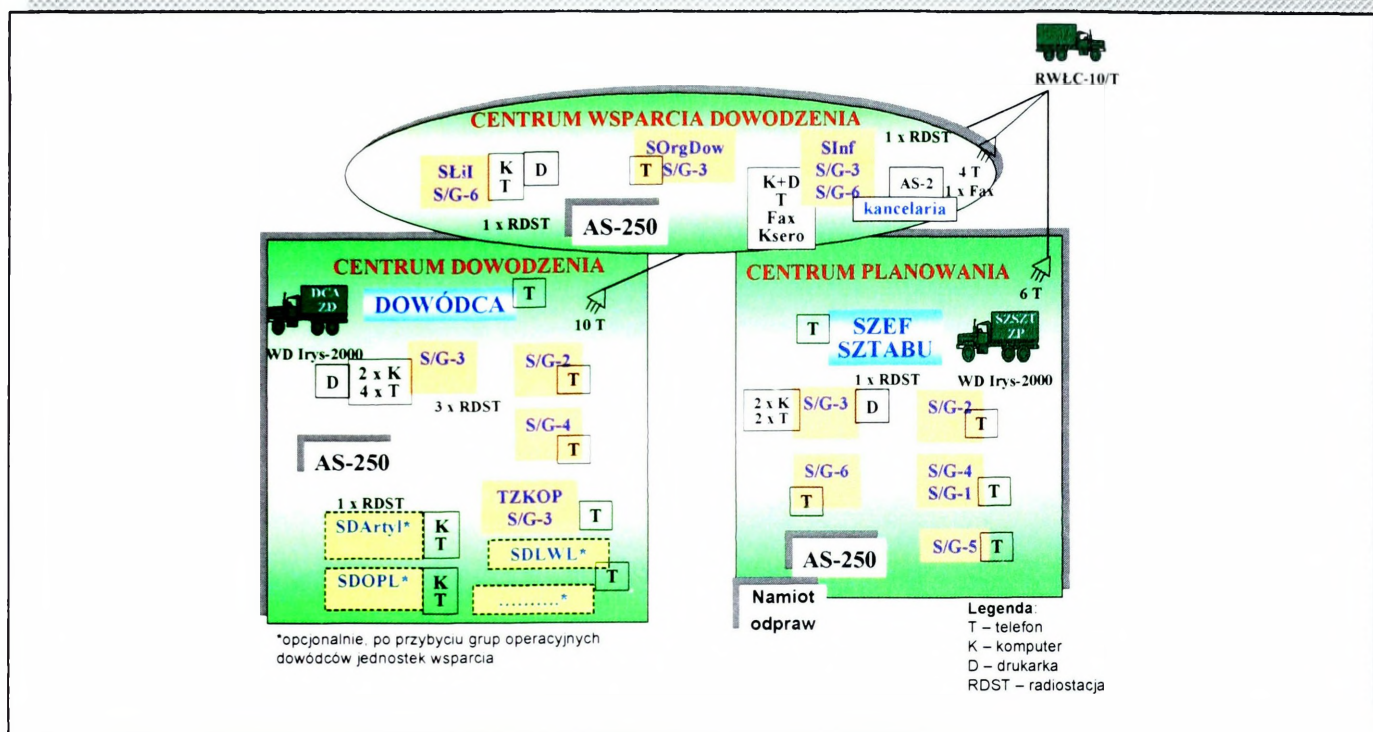 RWŁC-10/T
CENTRUM WSPARCIA DOWODZENIA
1 x RDST
SŁiI
S/G-6
K
T
D
SOrgDow
T S/G-3
K+D
T
Fax
Ksero
SInf
S/G-3
S/G-6
AS-2
kancelaria
4 T
1 x Fax
1 x RDST
AS-250
CENTRUM DOWODZENIA
DCA
ZD
WD Irys-2000
DOWÓDCA
T
10 T
D
2 x K
4 x T
S/G-3
3 x RDST
S/G-2
T
S/G-4
T
AS-250
1 x RDST
SDArtyl*
K
T
SDOPL*
K
T
TZKOP
S/G-3
T
SDLWL*
T
..........*
*opcjonalnie, po przybyciu grup operacyjnych
dowódców jednostek wsparcia
CENTRUM PLANOWANIA
6 T
T
SZEF
SZTABU
SZSZT
ZP
WD Irys-2000
1 x RDST
2 x K
2 x T
S/G-3
D
S/G-2
T
S/G-6
T
S/G-4
S/G-1
T
AS-250
S/G-5
T
Namiot
odpraw
Legenda:
T – telefon
K – komputer
D – drukarka
RDST – radiostacja